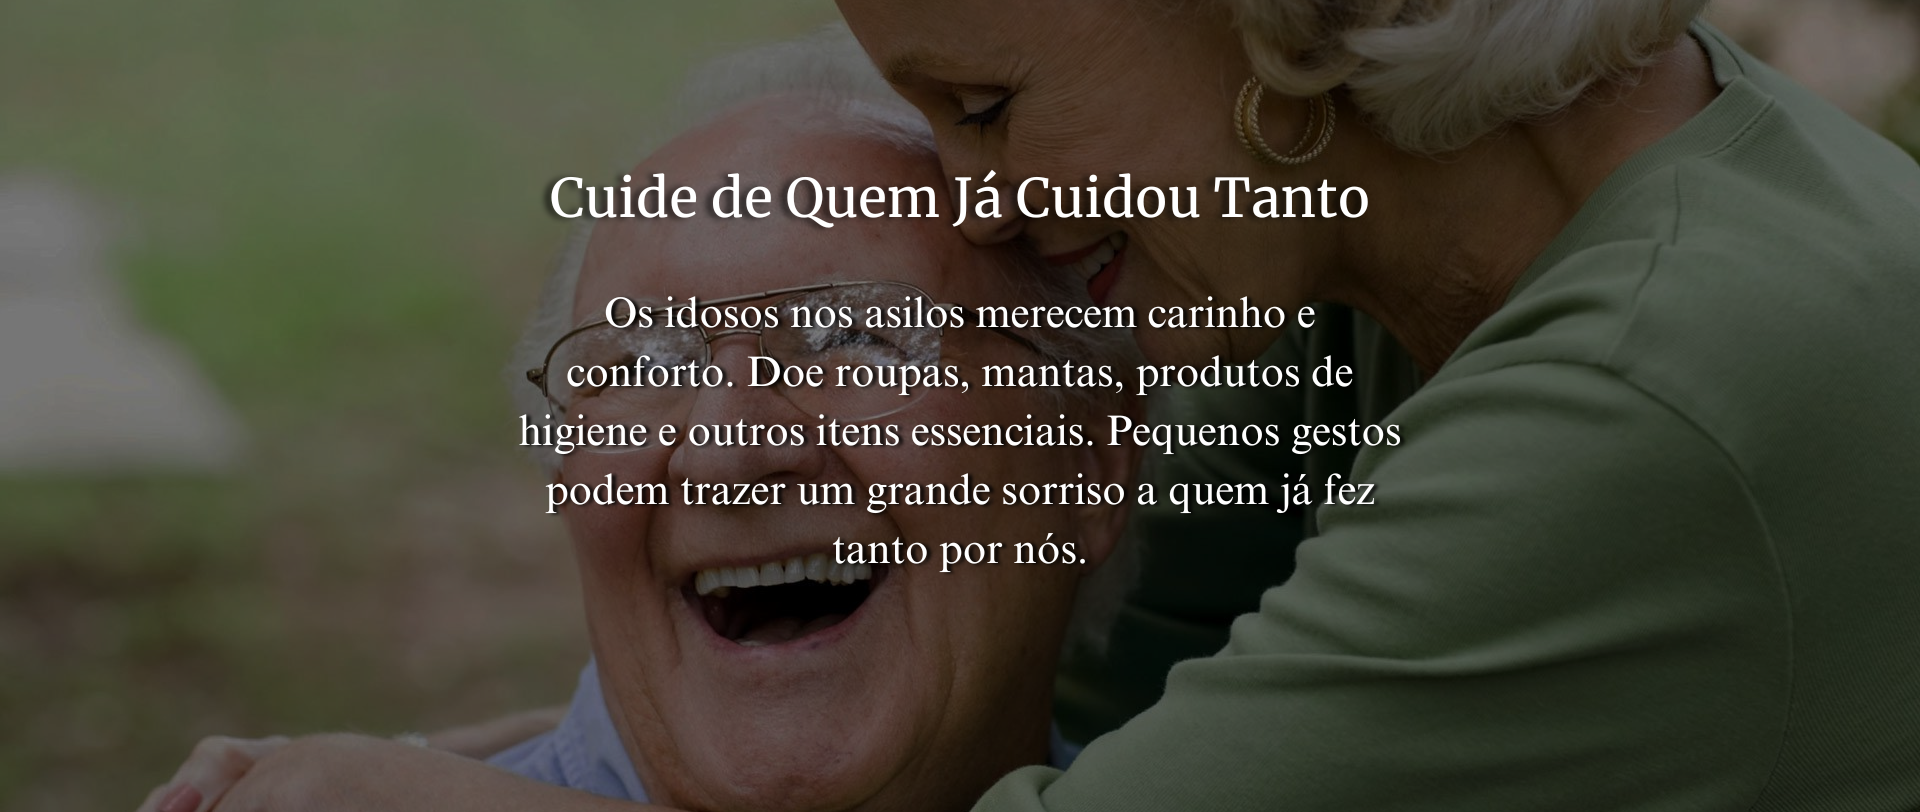 Cuide de Quem Já Cuidou Tanto
Os idosos nos asilos merecem carinho e
conforto. Doe roupas, mantas, produtos de
higiene e outros itens essenciais. Pequenos gestos
podem trazer um grande sorriso a quem já fez
tanto por nós.